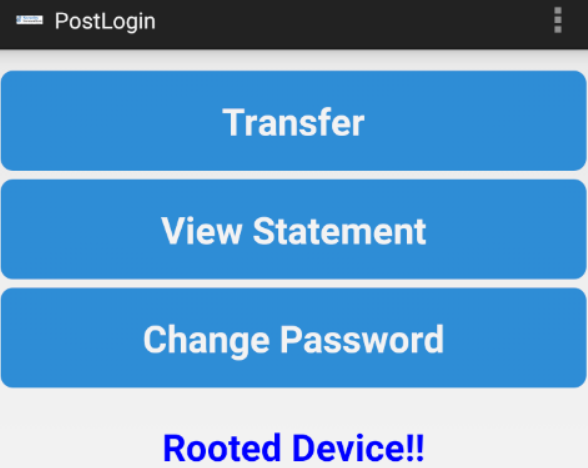 PostLogin
Transfer
View Statement
Change Password
Rooted Device!!